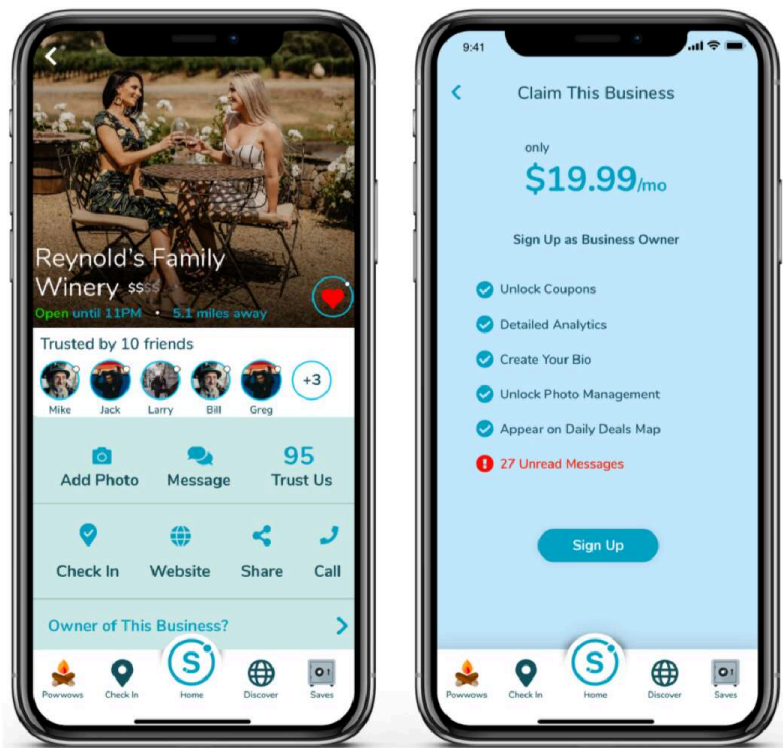 Reynold's Family
Winery $$$$
Open until 11PM • 5.1 miles away
Trusted by 10 friends
+3
Mike Jack Larry Bill Greg
95
Add Photo Message Trust Us
Check In Website Share Call
Owner of This Business?
S
Powwows Check In Home Discover Saves
9:41
Claim This Business
only
$19.99/mo
Sign Up as Business Owner
Unlock Coupons
Detailed Analytics
Create Your Bio
Unlock Photo Management
Appear on Daily Deals Map
27 Unread Messages
Sign Up
S
Powwows Check In Home Discover Saves